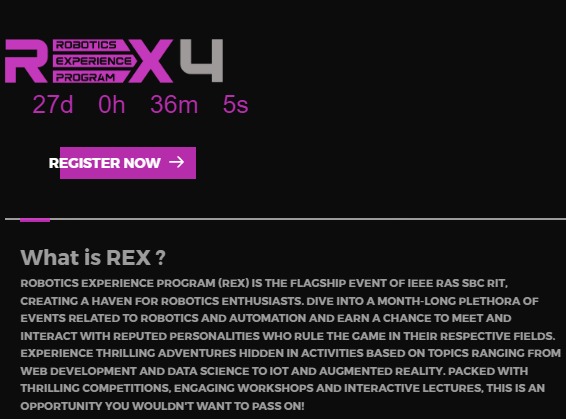 REX 4
ROBOTICS
EXPERIENCE
PROGRAM
27d 0h 36m 5s
REGISTER NOW →
What is REX ?
ROBOTICS EXPERIENCE PROGRAM (REX) IS THE FLAGSHIP EVENT OF IEEE RAS SBC RIT,
CREATING A HAVEN FOR ROBOTICS ENTHUSIASTS. DIVE INTO A MONTH-LONG PLETHORA OF
EVENTS RELATED TO ROBOTICS AND AUTOMATION AND EARN A CHANCE TO MEET AND
INTERACT WITH REPUTED PERSONALITIES WHO RULE THE GAME IN THEIR RESPECTIVE FIELDS.
EXPERIENCE THRILLING ADVENTURES HIDDEN IN ACTIVITIES BASED ON TOPICS RANGING FROM
WEB DEVELOPMENT AND DATA SCIENCE TO IOT AND AUGMENTED REALITY. PACKED WITH
THRILLING COMPETITIONS, ENGAGING WORKSHOPS AND INTERACTIVE LECTURES, THIS IS AN
OPPORTUNITY YOU WOULDN'T WANT TO PASS ON!